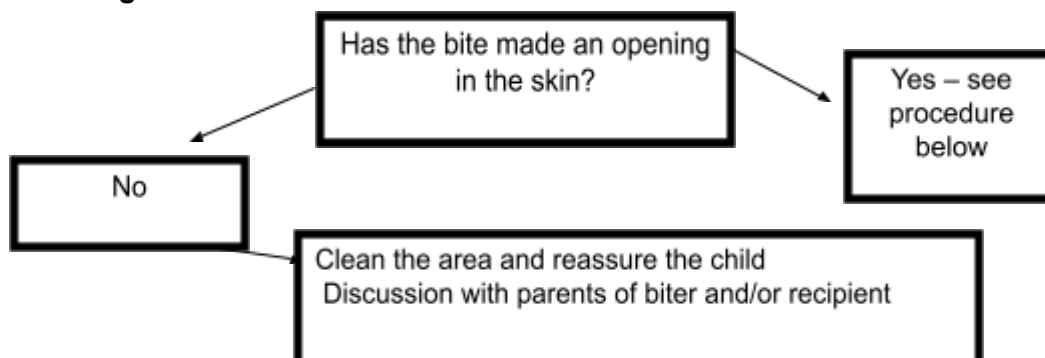 Has the bite made an opening
in the skin?
Yes – see
procedure
below
No
Clean the area and reassure the child
Discussion with parents of biter and/or recipient